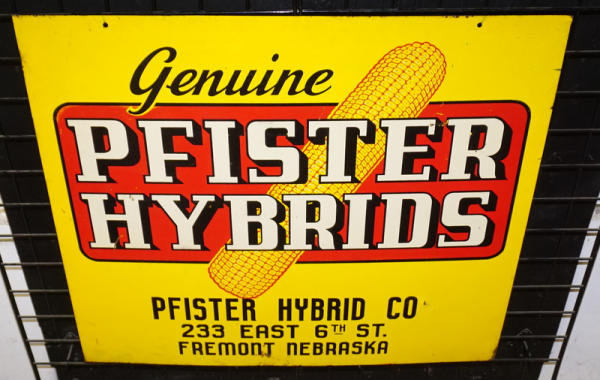 Genuine
PFISTER
HYBRIDS
PFISTER HYBRID CO
233 EAST 6TH ST.
FREMONT NEBRASKA